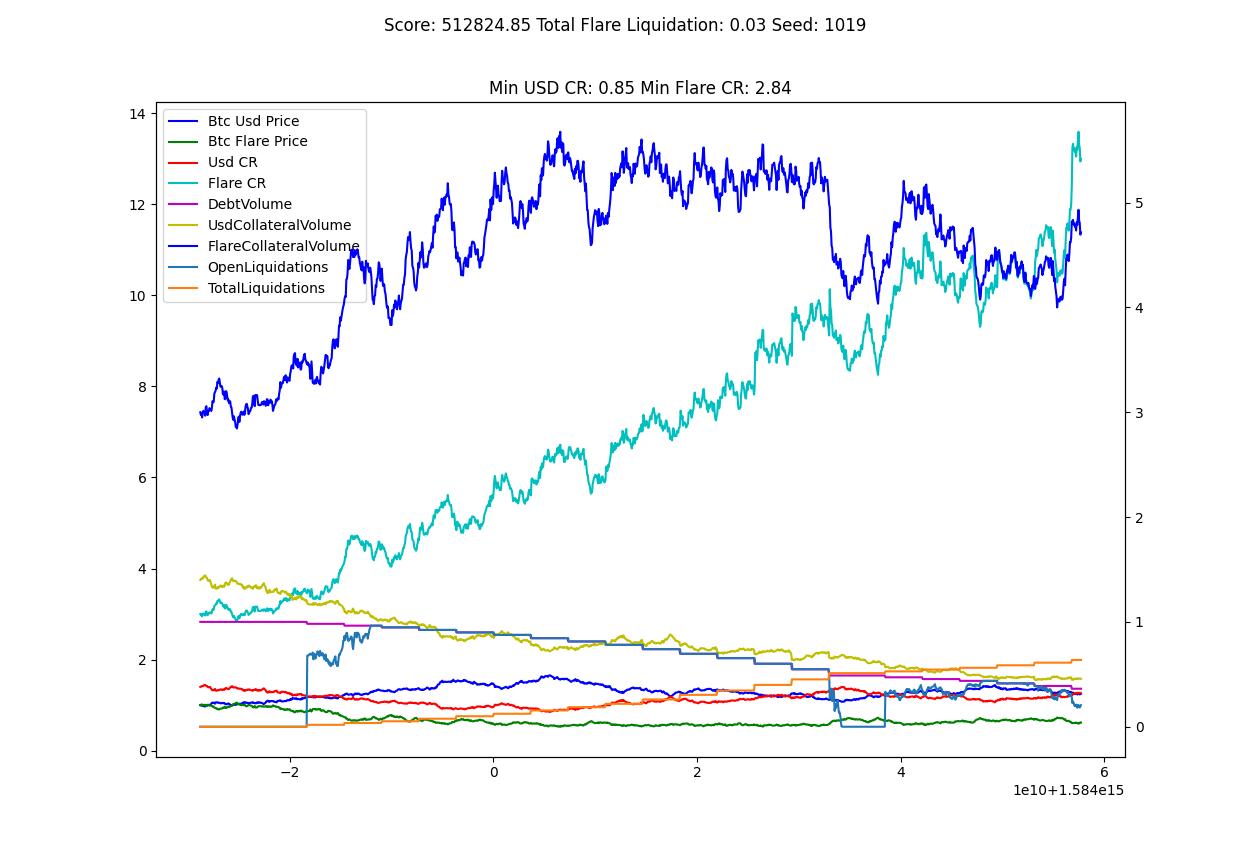 Score: 512824.85 Total Flare Liquidation: 0.03 Seed: 1019
Min USD CR: 0.85 Min Flare CR: 2.84
Btc Usd Price
Btc Flare Price
Usd CR
Flare CR
DebtVolume
UsdCollateralVolume
FlareCollateralVolume
OpenLiquidations
TotalLiquidations
14
12
10
8
6
4
2
0
5
4
3
2
1
0
−2
0
2
4
6
1e10+1.584e15